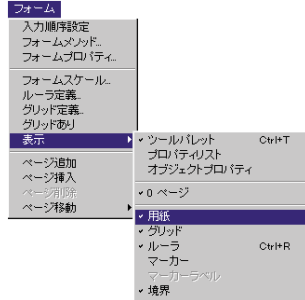 フォーム
入力順序設定
フォームメソッド...
フォームプロパティ...
フォームスケール...
ルーラ定義...
グリッド定義...
グリッドあり
表示
ページ追加
ページ挿入
ページ削除
ページ移動
ツールパレット Ctrl+T
プロパティリスト
オブジェクトプロパティ
0 ページ
用紙
グリッド
ルーラ Ctrl+R
マーカー
マーカーラベル
境界